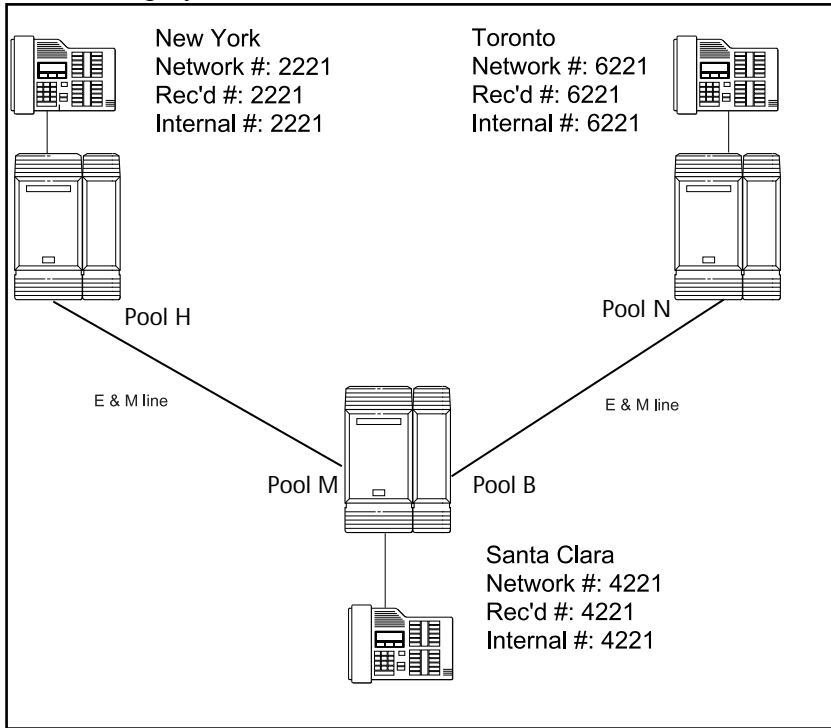 New York
Network #: 2221
Rec'd #: 2221
Internal #: 2221
Toronto
Network #: 6221
Rec'd #: 6221
Internal #: 6221
Pool H
Pool N
E & M line
E & M line
Pool M
Pool B
Santa Clara
Network #: 4221
Rec'd #: 4221
Internal #: 4221